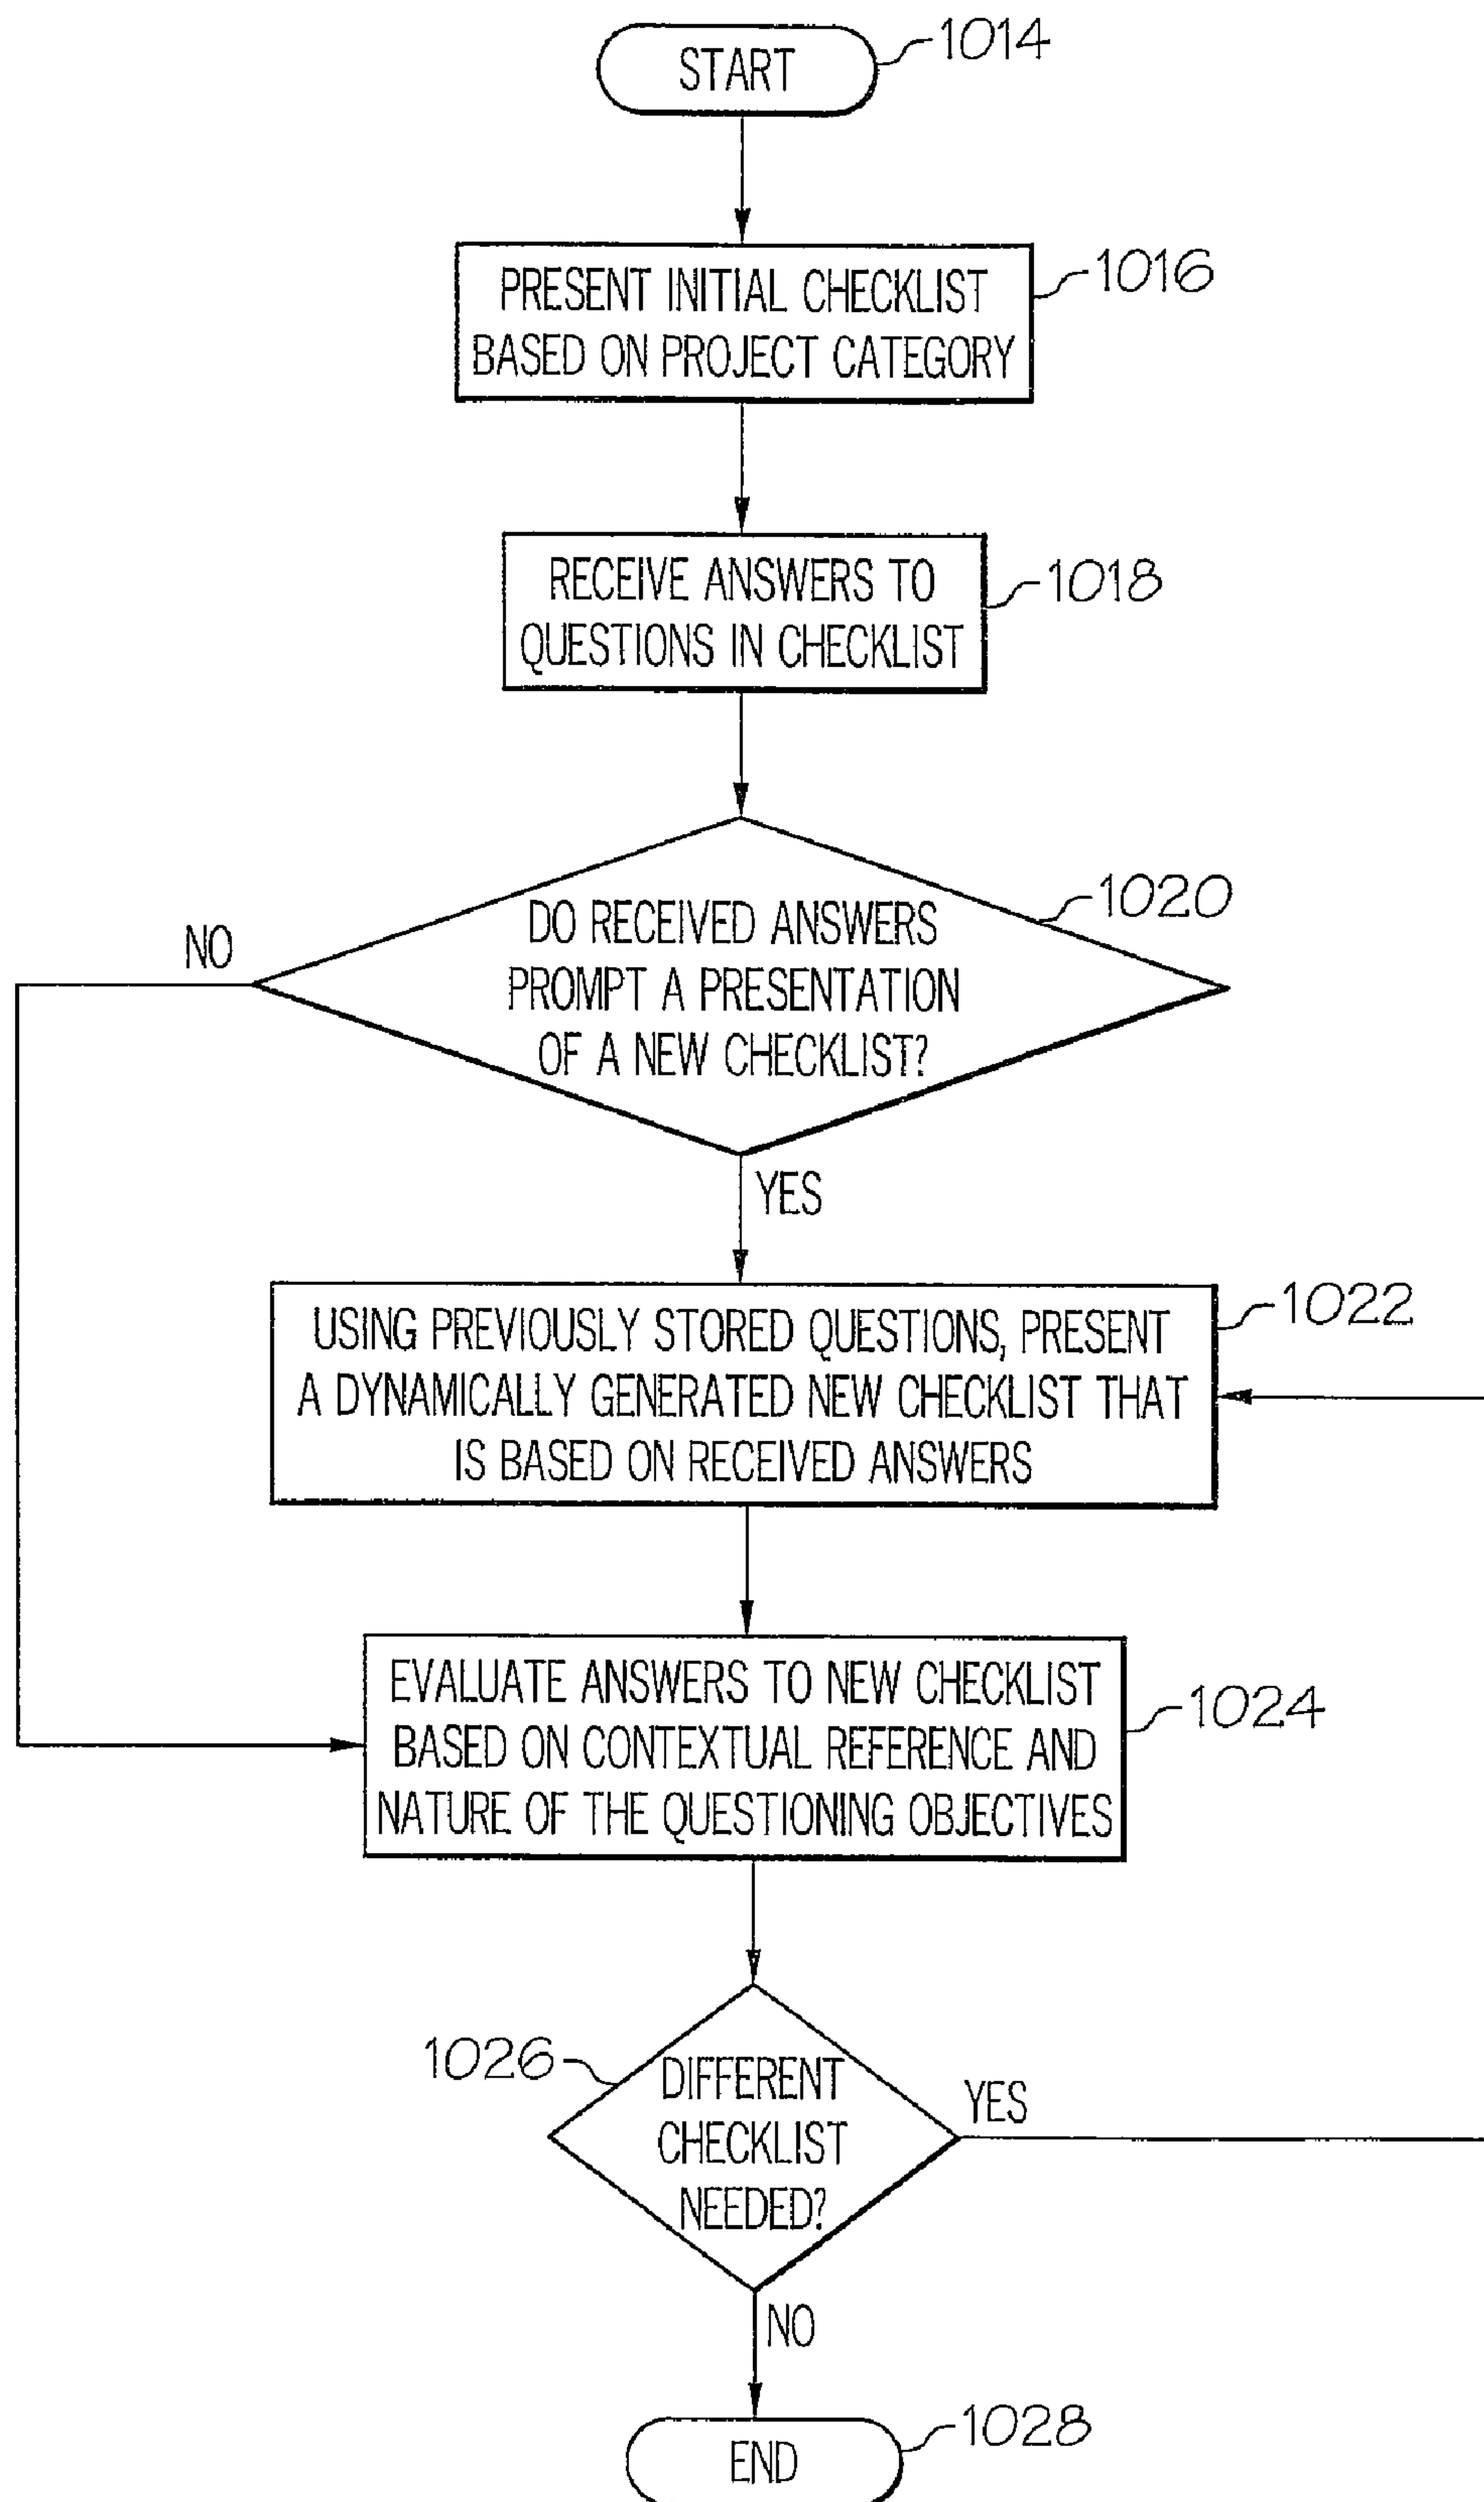 START
1014
PRESENT INITIAL CHECKLIST
BASED ON PROJECT CATEGORY
1016
RECEIVE ANSWERS TO
QUESTIONS IN CHECKLIST
1018
DO RECEIVED ANSWERS
PROMPT A PRESENTATION
OF A NEW CHECKLIST?
1020
NO
YES
USING PREVIOUSLY STORED QUESTIONS, PRESENT
A DYNAMICALLY GENERATED NEW CHECKLIST THAT
IS BASED ON RECEIVED ANSWERS
1022
EVALUATE ANSWERS TO NEW CHECKLIST
BASED ON CONTEXTUAL REFERENCE AND
NATURE OF THE QUESTIONING OBJECTIVES
1024
1026
DIFFERENT
CHECKLIST
NEEDED?
YES
NO
END
1028